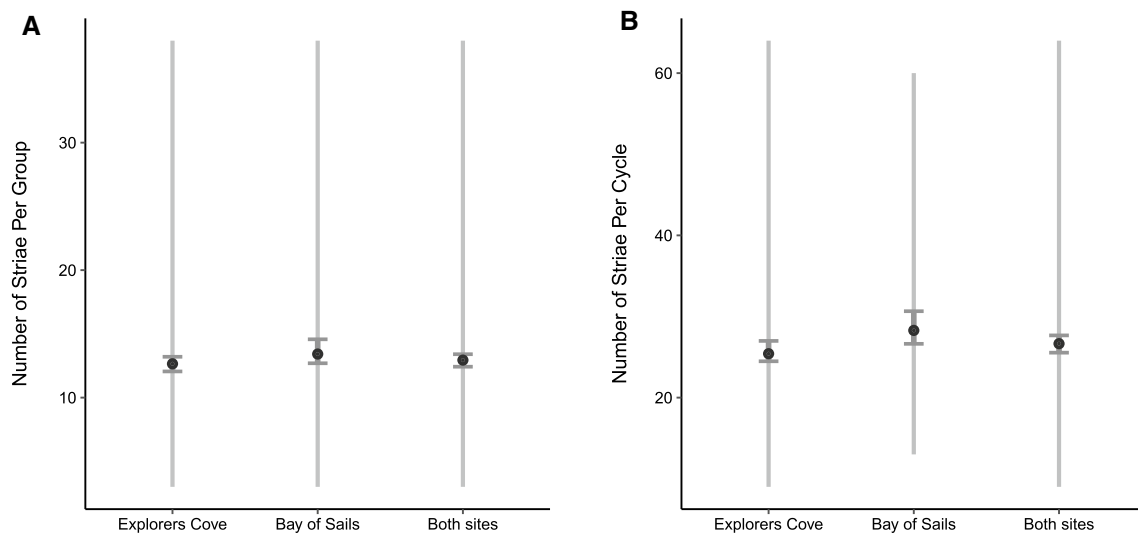 A
Number of Striae Per Group
30
20
10
Explorers Cove
Bay of Sails
Both sites
B
Number of Striae Per Cycle
60
40
20
Explorers Cove
Bay of Sails
Both sites